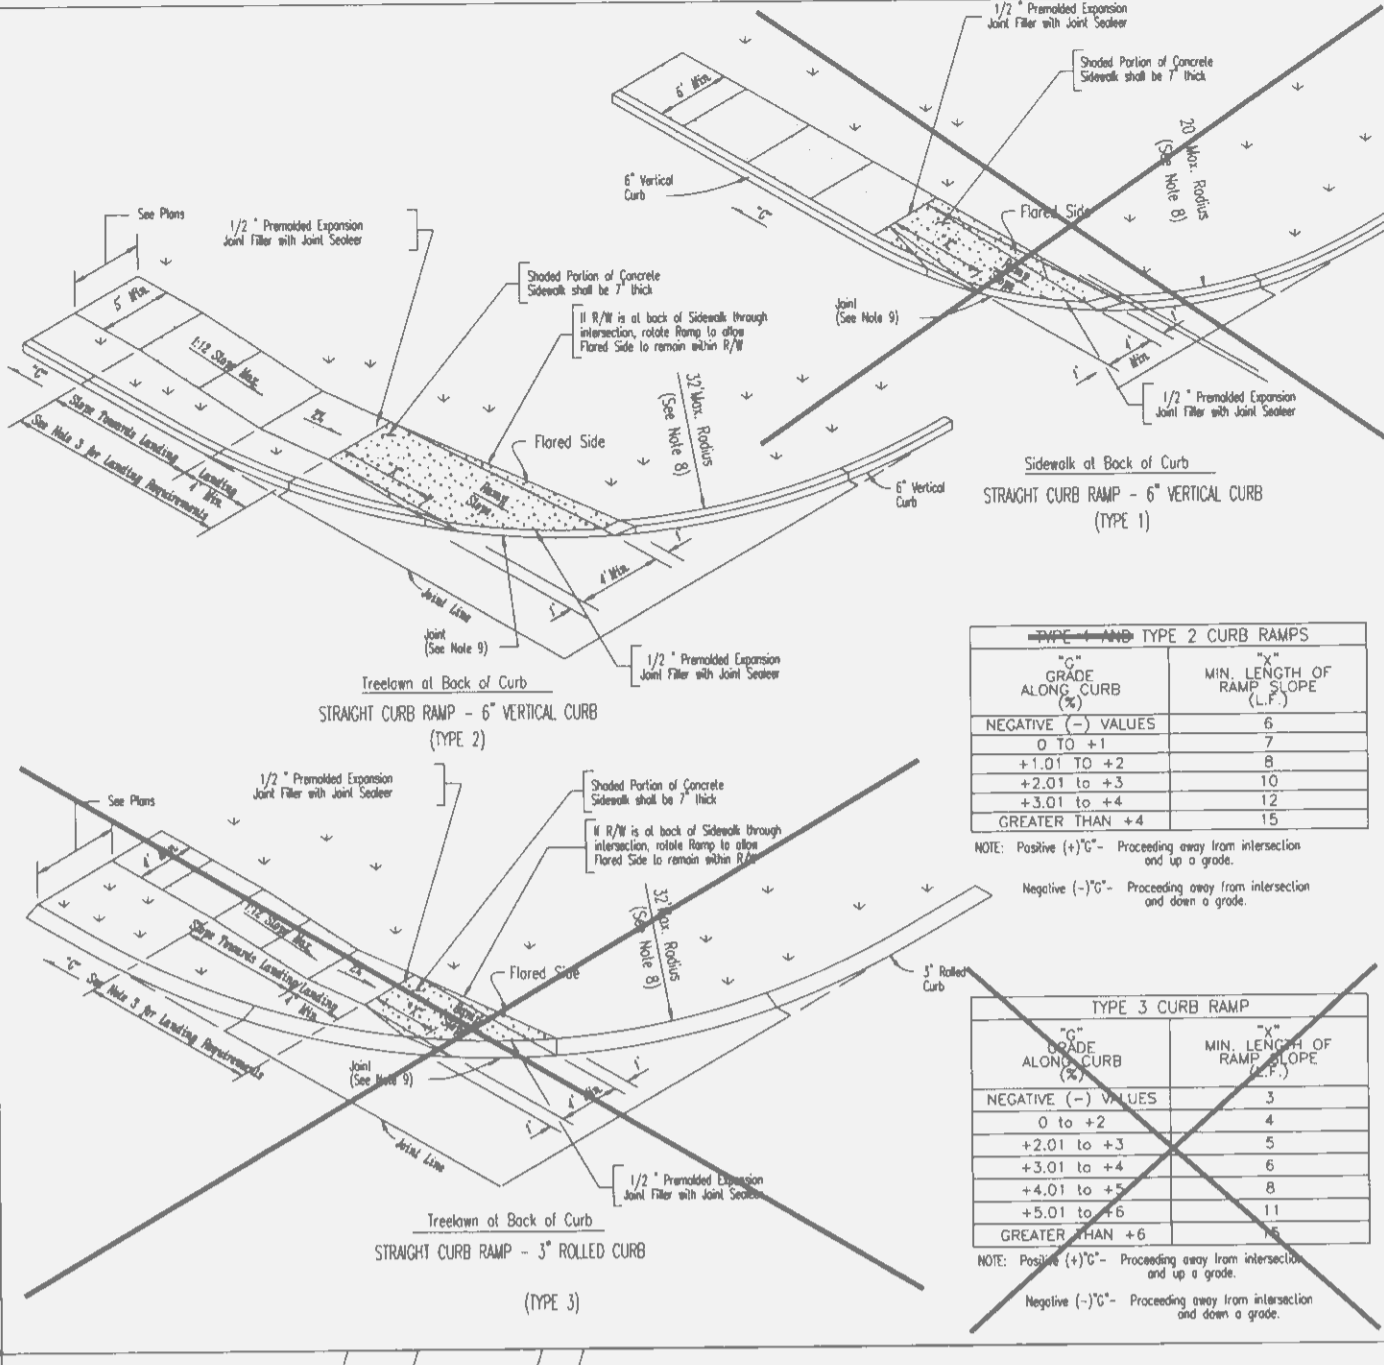 1/2 " Premolded Expansion
Joint Filler with Joint Sealeer
Shaded Portion of Concrete
Sidewalk shall be 7" thick
6' Min.
20' Max. Radius
(See Note 8)
6" Vertical
Curb
"G"
Flared Side
"X"
Ramp
Slope
Joint
(See Note 9)
1'
4'
Min.
1'
1/2 " Premolded Expansion
Joint Filler with Joint Sealeer
Sidewalk at Back of Curb
STRAIGHT CURB RAMP - 6" VERTICAL CURB
(TYPE 1)
See Plans
1/2 " Premolded Expansion
Joint Filler with Joint Sealeer
Shaded Portion of Concrete
Sidewalk shall be 7" thick
If R/W is at back of Sidewalk through
intersection, rotate Ramp to allow
Flared Side to remain within R/W
5' Min.
1:12 Slope Max.
"G"
Slope Towards Landing
Landing
4' Min.
See Note 3 for Landing Requirements
2%
32' Max. Radius
(See Note 8)
Flared Side
"X"
Ramp
Slope
6" Vertical
Curb
1'
4' Min.
1'
Joint Line
Joint
(See Note 9)
1/2 " Premolded Expansion
Joint Filler with Joint Sealeer
Treelawn at Back of Curb
STRAIGHT CURB RAMP - 6" VERTICAL CURB
(TYPE 2)
TYPE 1 AND TYPE 2 CURB RAMPS
"G"
GRADE
ALONG CURB
(%)
"X"
MIN. LENGTH OF
RAMP SLOPE
(L.F.)
NEGATIVE (-) VALUES 6
0 TO +1 7
+1.01 TO +2 8
+2.01 to +3 10
+3.01 to +4 12
GREATER THAN +4 15
NOTE: Positive (+)"G"- Proceeding away from intersection
and up a grade.
Negative (-)"G"- Proceeding away from intersection
and down a grade.
See Plans
1/2 " Premolded Expansion
Joint Filler with Joint Sealeer
Shaded Portion of Concrete
Sidewalk shall be 7" thick
If R/W is at back of Sidewalk through
intersection, rotate Ramp to allow
Flared Side to remain within R/W
4' Min.
1:12 Slope Max.
Slope Towards Landing
Landing
4' Min.
"G"
See Note 3 for Landing Requirements
2%
32' Max. Radius
(See Note 8)
Flared Side
"X"
Ramp
Slope
3" Rolled
Curb
Joint
(See Note 9)
1'
4' Min.
1'
Joint Line
1/2 " Premolded Expansion
Joint Filler with Joint Sealeer
Treelawn at Back of Curb
STRAIGHT CURB RAMP - 3" ROLLED CURB
(TYPE 3)
TYPE 3 CURB RAMP
"G"
GRADE
ALONG CURB
(%)
"X"
MIN. LENGTH OF
RAMP SLOPE
(L.F.)
NEGATIVE (-) VALUES 3
0 to +2 4
+2.01 to +3 5
+3.01 to +4 6
+4.01 to +5 8
+5.01 to +6 11
GREATER THAN +6 15
NOTE: Positive (+)"G"- Proceeding away from intersection
and up a grade.
Negative (-)"G"- Proceeding away from intersection
and down a grade.